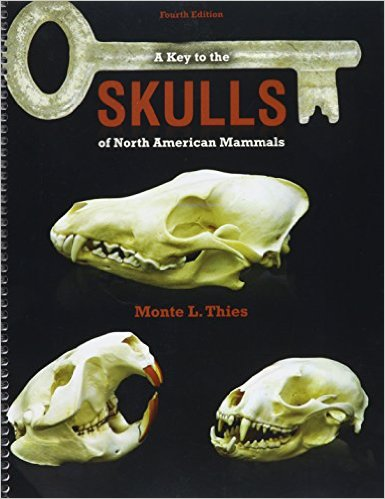 Fourth Edition
A Key to the
SKULLS
of North American Mammals
Monte L. Thies